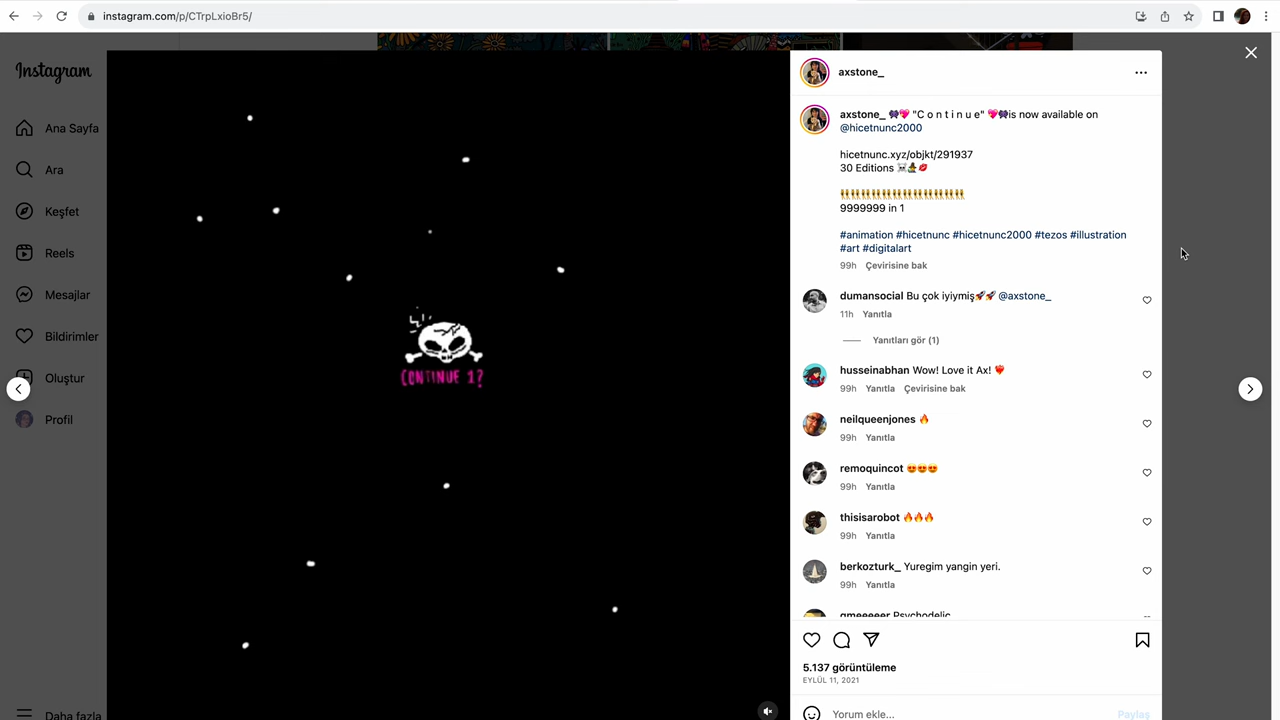 instagram.com/p/CTrpLxioBr5/
Instagram
Ana Sayfa
Ara
Keşfet
Reels
Mesajlar
Bildirimler
Oluştur
Profil
Daha fazla
CONTINUE 1?
axstone_
axstone_ "C o n t i n u e" is now available on
@hicetnunc2000
hicetnunc.xyz/objkt/291937
30 Editions
9999999 in 1
#animation #hicetnunc #hicetnunc2000 #tezos #illustration
#art #digitalart
99h Çevirisine bak
dumansocial Bu çok iyiymiş @axstone_
11h Yanıtla
Yanıtları gör (1)
husseinabhan Wow! Love it Ax!
99h Yanıtla Çevirisine bak
neilqueenjones
99h Yanıtla
remoquincot
99h Yanıtla
thisisarobot
99h Yanıtla
berkozturk_ Yuregim yangin yeri.
99h Yanıtla
Psychodelic
5.137 görüntüleme
EYLÜL 11, 2021
Yorum ekle...
Paylaş